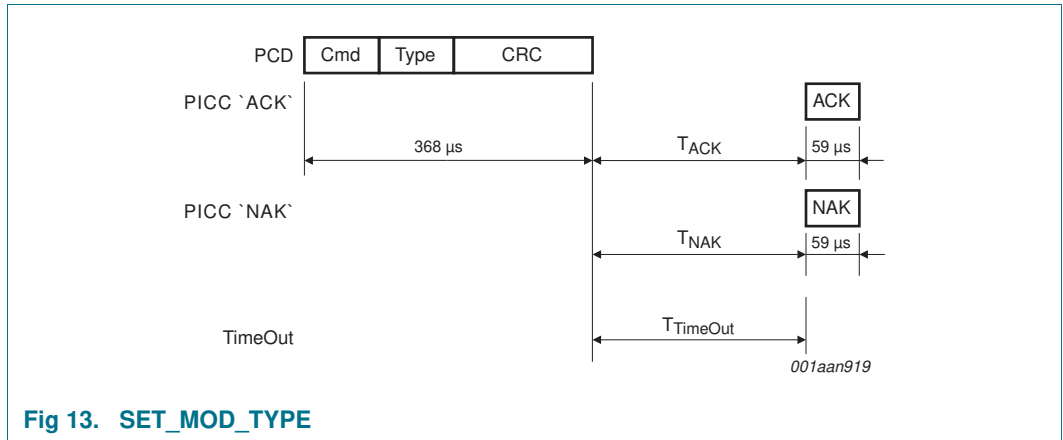 PCD Cmd Type CRC
PICC `ACK` ACK
368 µs TACK 59 µs
PICC `NAK` NAK
TNAK 59 µs
TimeOut TTimeOut
001aan919
Fig 13. SET_MOD_TYPE